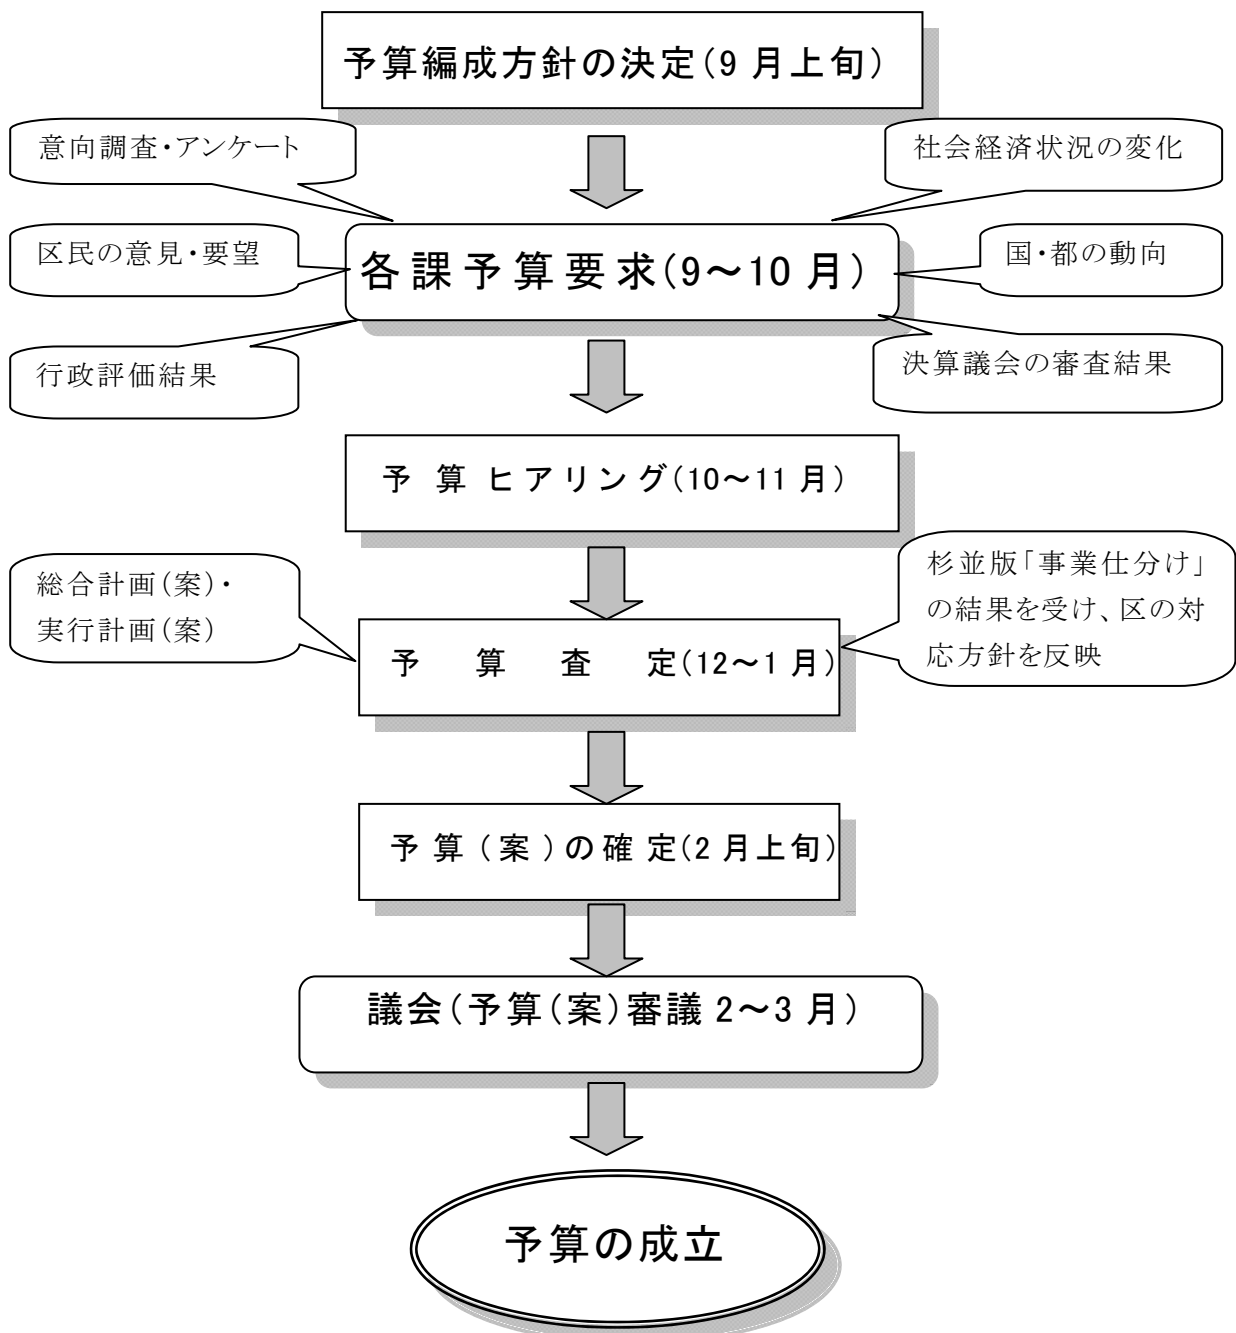 予算編成方針の決定(9月上旬)
意向調査・アンケート
社会経済状況の変化
区民の意見・要望
各課予算要求(9～10月)
国・都の動向
行政評価結果
決算議会の審査結果
予 算 ヒアリング(10～11月)
総合計画(案)・
実行計画(案)
杉並版「事業仕分け」
の結果を受け、区の対
応方針を反映
予 算 査 定(12～1月)
予算(案)の確定(2月上旬)
議会(予算(案)審議 2～3月)
予算の成立